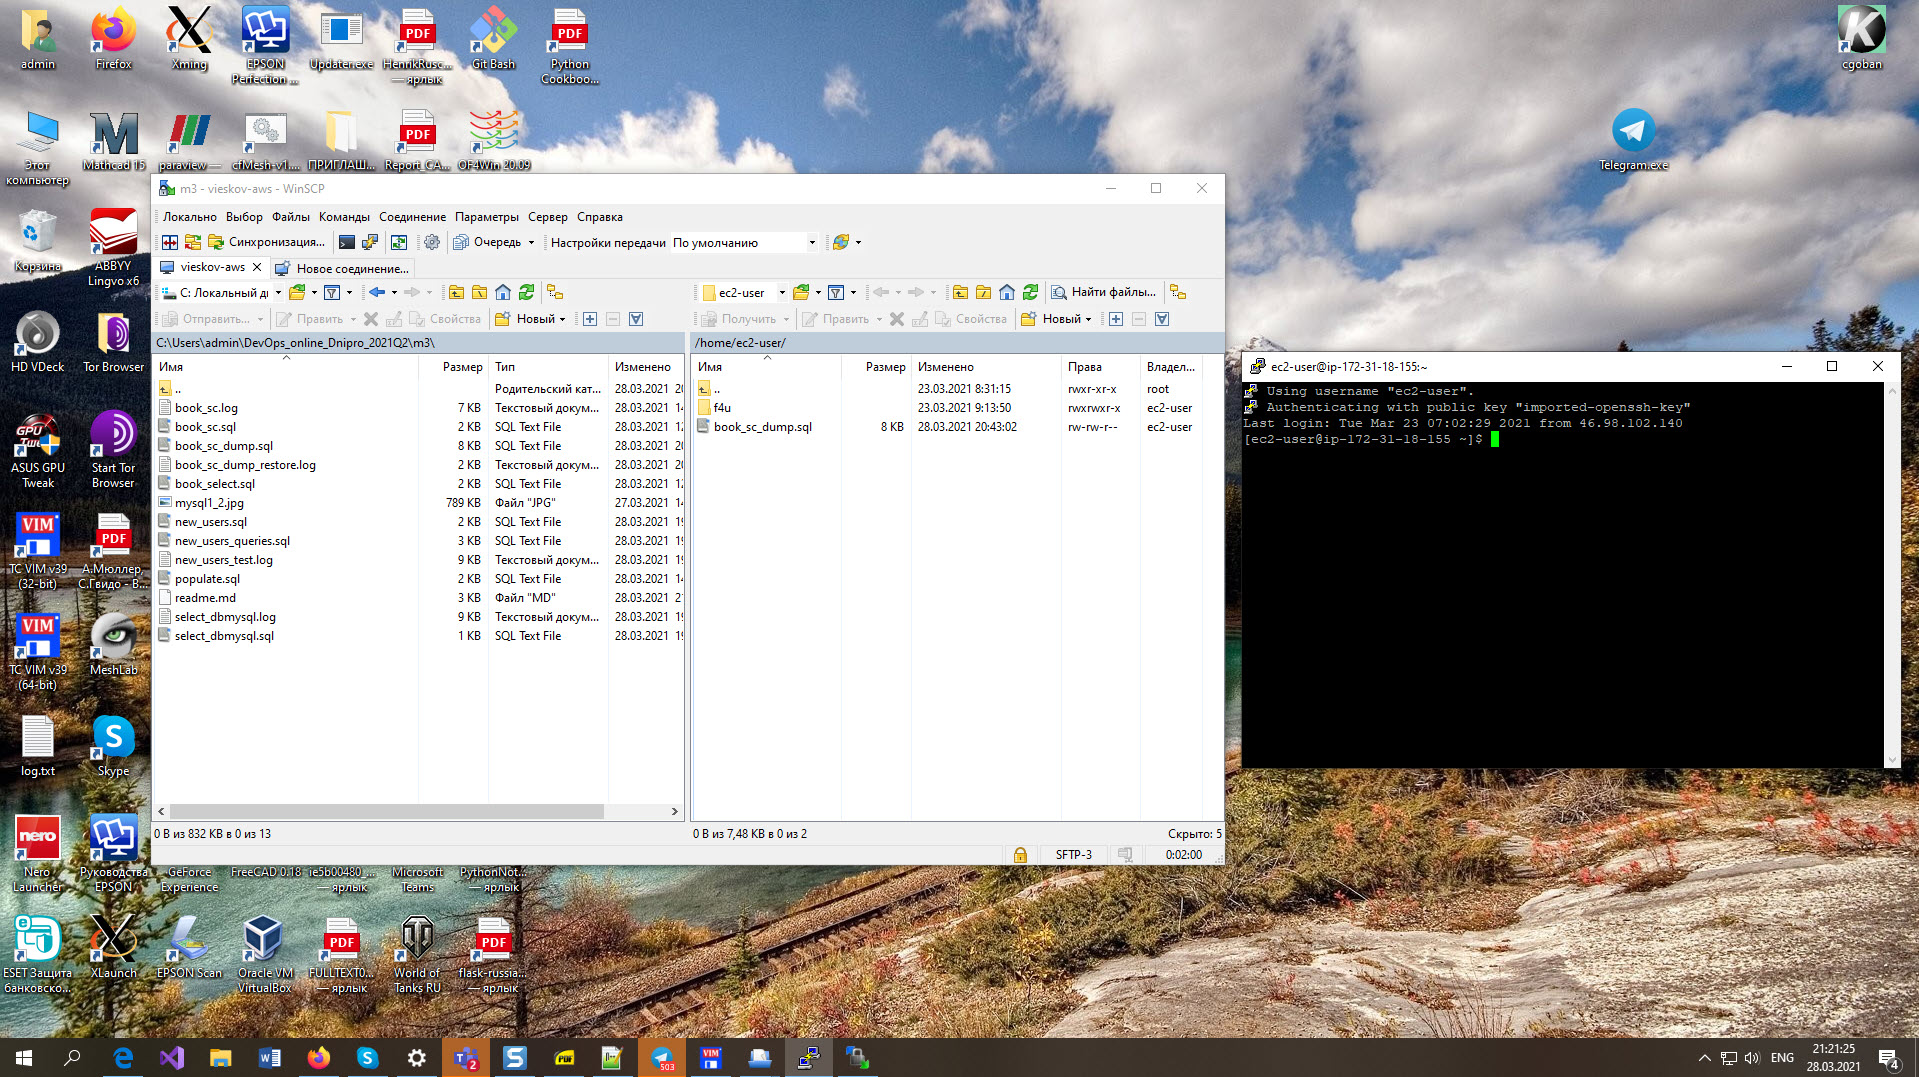 admin
Firefox
Xming
EPSON
Perfection ...
Updater.exe
HenrikRusc...
— ярлык
Git Bash
Python
Cookboo...
cgoban
Этот
компьютер
Mathcad 15
paraview —
cfMesh-v1....
ПРИГЛАШ...
Report_CA...
OF4Win 20.09
Telegram.exe
Корзина
ABBYY
Lingvo x6
HD VDeck
Tor Browser
ASUS GPU
Tweak
Start Tor
Browser
TC VIM v39
(32-bit)
А.Мюллер,
С.Гвидо - В...
TC VIM v39
(64-bit)
MeshLab
log.txt
Skype
Nero
Launcher
Руководства
EPSON
GeForce
Experience
FreeCAD 0.18
ie5b00480_...
— ярлык
Microsoft
Teams
PythonNot...
— ярлык
ESET Защита
банковско...
XLaunch
EPSON Scan
Oracle VM
VirtualBox
FULLTEXT0...
— ярлык
World of
Tanks RU
flask-russia...
— ярлык
m3 - vieskov-aws - WinSCP
Локально Выбор Файлы Команды Соединение Параметры Сервер Справка
Синхронизация... Очередь Настройки передачи По умолчанию
vieskov-aws Новое соединение...
C: Локальный ди
Отправить... Править Свойства Новый
C:\Users\admin\DevOps_online_Dnipro_2021Q2\m3\
Имя Размер Тип Изменено
.. Родительский кат... 28.03.2021 20
book_sc.log 7 KB Текстовый докум... 28.03.2021 14
book_sc.sql 2 KB SQL Text File 28.03.2021 12
book_sc_dump.sql 8 KB SQL Text File 28.03.2021 20
book_sc_dump_restore.log 2 KB Текстовый докум... 28.03.2021 20
book_select.sql 2 KB SQL Text File 28.03.2021 12
mysql1_2.jpg 789 KB Файл "JPG" 27.03.2021 14
new_users.sql 2 KB SQL Text File 28.03.2021 19
new_users_queries.sql 3 KB SQL Text File 28.03.2021 19
new_users_test.log 9 KB Текстовый докум... 28.03.2021 19
populate.sql 2 KB SQL Text File 28.03.2021 14
readme.md 3 KB Файл "MD" 28.03.2021 21
select_dbmysql.log 9 KB Текстовый докум... 28.03.2021 19
select_dbmysql.sql 1 KB SQL Text File 28.03.2021 19
0 B из 832 KB в 0 из 13
ec2-user Найти файлы...
Получить Править Свойства Новый
/home/ec2-user/
Имя Размер Изменено Права Владел...
.. 23.03.2021 8:31:15 rwxr-xr-x root
f4u 23.03.2021 9:13:50 rwxrwxr-x ec2-user
book_sc_dump.sql 8 KB 28.03.2021 20:43:02 rw-rw-r-- ec2-user
0 B из 7,48 KB в 0 из 2 Скрыто: 5
SFTP-3 0:02:00
ec2-user@ip-172-31-18-155:~
Using username "ec2-user".
Authenticating with public key "imported-openssh-key"
Last login: Tue Mar 23 07:02:29 2021 from 46.98.102.140
[ec2-user@ip-172-31-18-155 ~]$
ENG
21:21:25
28.03.2021
4
2
503